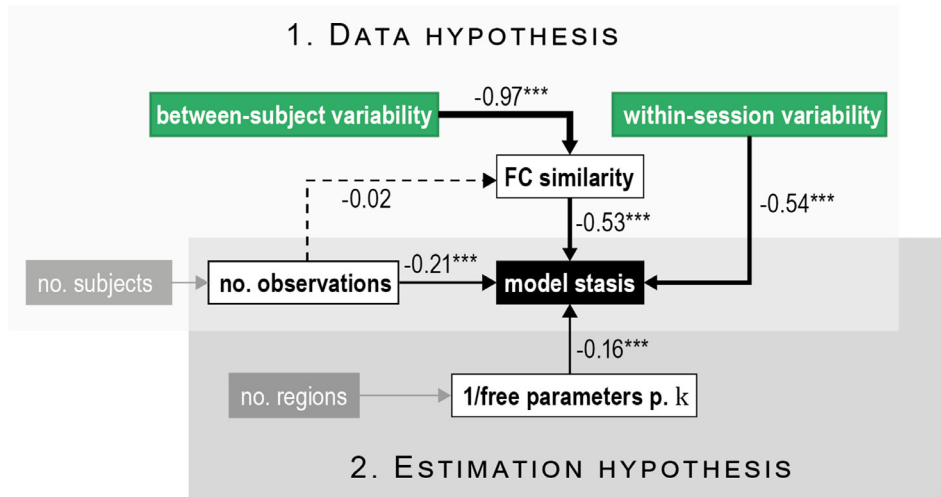 1. DATA HYPOTHESIS
-0.97***
between-subject variability
within-session variability
FC similarity
-0.02
-0.53***
-0.54***
no. subjects
no. observations
-0.21***
model stasis
-0.16***
no. regions
1/free parameters p. k
2. ESTIMATION HYPOTHESIS